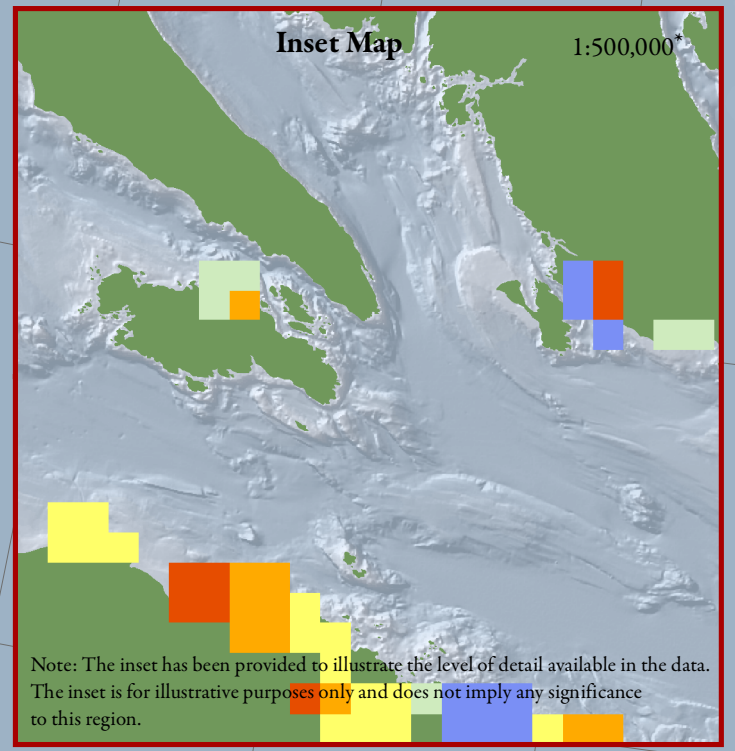 Inset Map
1:500,000*
Note: The inset has been provided to illustrate the level of detail available in the data.
The inset is for illustrative purposes only and does not imply any significance
to this region.